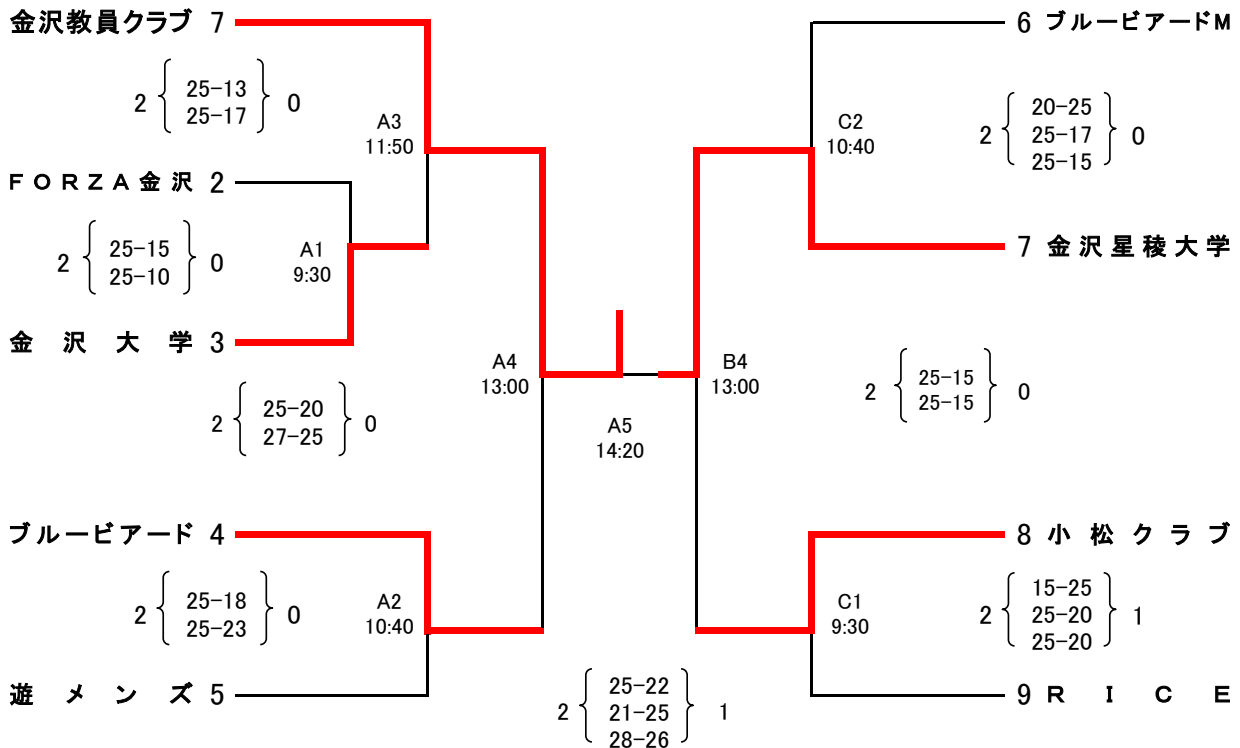 金沢教員クラブ 7
2 { 25-13 } 0
25-17
A3
11:50
FORZA金沢 2
2 { 25-15 } 0
25-10
A1
9:30
金沢大学 3
2 { 25-20 } 0
27-25
A4
13:00
ブルービアード 4
2 { 25-18 } 0
25-23
A2
10:40
遊メンズ 5
A5
14:20
2 { 25-22 } 1
21-25
28-26
6 ブルービアードM
C2
10:40
2 { 20-25 } 0
25-17
25-15
7 金沢星稜大学
B4
13:00
2 { 25-15 } 0
25-15
8 小松クラブ
C1
9:30
2 { 15-25 } 1
25-20
25-20
9 RICE